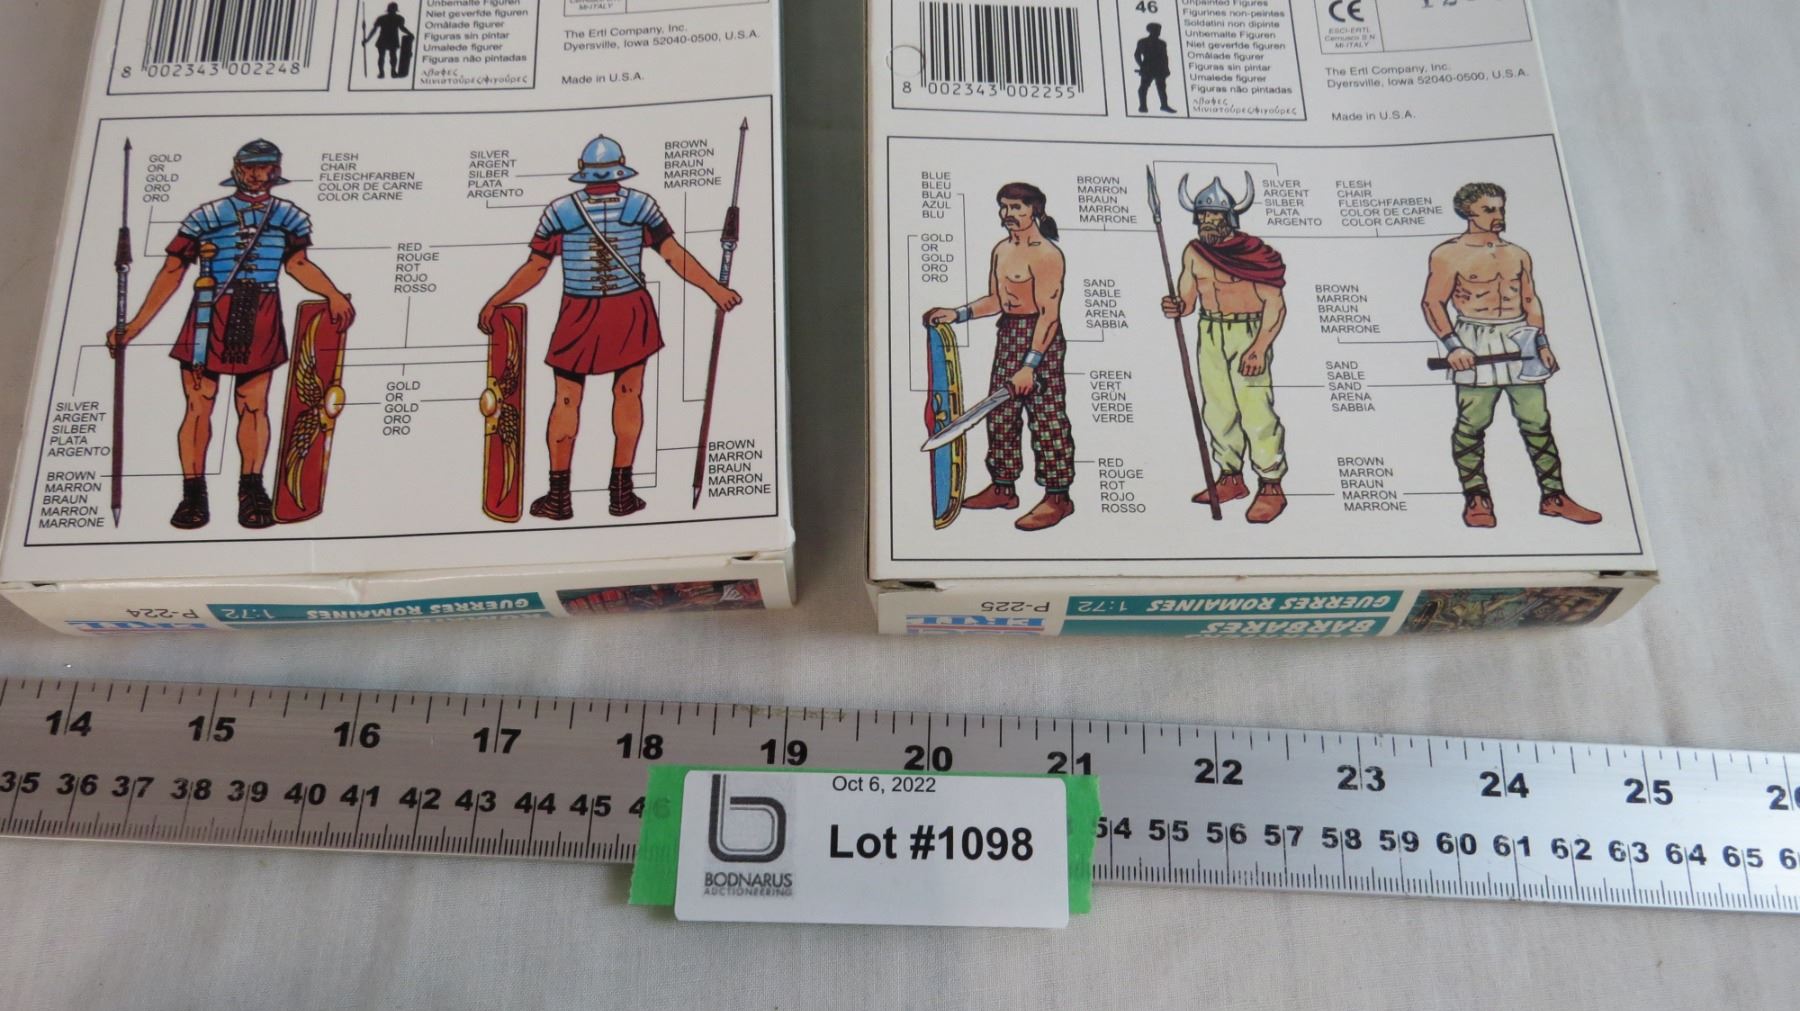 8 002343 002248
Unbemalte Figuren
Niet geverfde figuren
Omålade figurer
Figuras sin pintar
Umalede figurer
Figuras não pintadas
MI-ITALY
The Ertl Company, Inc.
Dyersville, Iowa 52040-0500, U.S.A.
Made in U.S.A.
GOLD
OR
GOLD
ORO
ORO
FLESH
CHAIR
FLEISCHFARBEN
COLOR DE CARNE
COLOR CARNE
SILVER
ARGENT
SILBER
PLATA
ARGENTO
BROWN
MARRON
BRAUN
MARRON
MARRONE
RED
ROUGE
ROT
ROJO
ROSSO
GOLD
OR
GOLD
ORO
ORO
SILVER
ARGENT
SILBER
PLATA
ARGENTO
BROWN
MARRON
BRAUN
MARRON
MARRONE
BROWN
MARRON
BRAUN
MARRON
MARRONE
P-224
1:72
GUERRES ROMAINES
8 002343 002255
46
Unpainted Figures
Figurines non-peintes
Soldatini non dipinte
Unbemalte Figuren
Niet geverfde figuren
Omålade figurer
Figuras sin pintar
Umalede figurer
Figuras não pintadas
CE
ESCI-ERTL
MI-ITALY
The Ertl Company, Inc.
Dyersville, Iowa 52040-0500, U.S.A.
Made in U.S.A.
BLUE
BLEU
BLAU
AZUL
BLU
GOLD
OR
GOLD
ORO
ORO
BROWN
MARRON
BRAUN
MARRON
MARRONE
SILVER
ARGENT
SILBER
PLATA
ARGENTO
FLESH
CHAIR
FLEISCHFARBEN
COLOR DE CARNE
COLOR CARNE
SAND
SABLE
SAND
ARENA
SABBIA
BROWN
MARRON
BRAUN
MARRON
MARRONE
GREEN
VERT
GRÜN
VERDE
VERDE
SAND
SABLE
SAND
ARENA
SABBIA
RED
ROUGE
ROT
ROJO
ROSSO
BROWN
MARRON
BRAUN
MARRON
MARRONE
P-225
1:72
GUERRES ROMAINES
ERTL
BARBARES
14 15 16 17 18 19 20 21 22 23 24 25
35 36 37 38 39 40 41 42 43 44 45 46 54 55 56 57 58 59 60 61 62 63 64 65
Oct 6, 2022
Lot #1098
BODNARUS
AUCTIONEERING